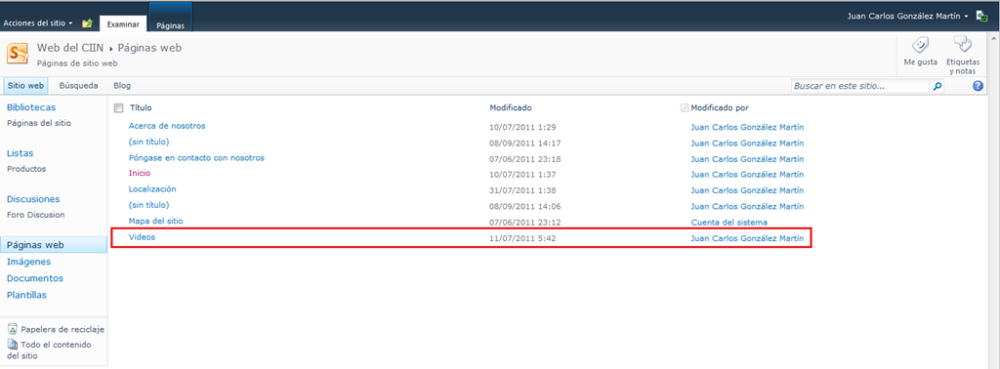 Acciones del sitio
Examinar
Páginas
Juan Carlos González Martín
Web del CIIN ▸ Páginas web
Páginas de sitio web
Me gusta
Etiquetas
y notas
Sitio web Búsqueda Blog
Buscar en este sitio...
Bibliotecas
Páginas del sitio
Listas
Productos
Discusiones
Foro Discusion
Páginas web
Imágenes
Documentos
Plantillas
Papelera de reciclaje
Todo el contenido
del sitio
Título Modificado Modificado por
Acerca de nosotros 10/07/2011 1:29 Juan Carlos González Martín
(sin título) 08/09/2011 14:17 Juan Carlos González Martín
Póngase en contacto con nosotros 07/06/2011 23:18 Juan Carlos González Martín
Inicio 10/07/2011 1:37 Juan Carlos González Martín
Localización 31/07/2011 1:38 Juan Carlos González Martín
(sin título) 08/09/2011 14:06 Juan Carlos González Martín
Mapa del sitio 07/06/2011 23:12 Cuenta del sistema
Videos 11/07/2011 5:42 Juan Carlos González Martín